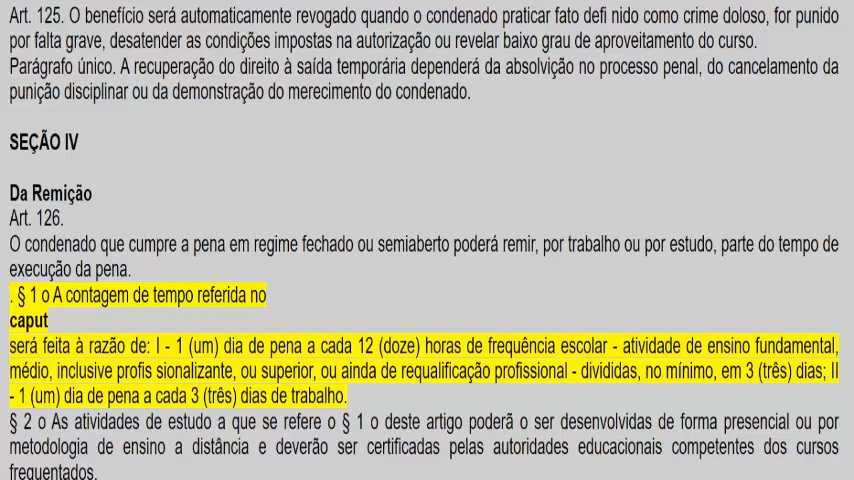 Art. 125. O benefício será automaticamente revogado quando o condenado praticar fato defi nido como crime doloso, for punido
por falta grave, desatender as condições impostas na autorização ou revelar baixo grau de aproveitamento do curso.
Parágrafo único. A recuperação do direito à saída temporária dependerá da absolvição no processo penal, do cancelamento da
punição disciplinar ou da demonstração do merecimento do condenado.
SEÇÃO IV
Da Remição
Art. 126.
O condenado que cumpre a pena em regime fechado ou semiaberto poderá remir, por trabalho ou por estudo, parte do tempo de
execução da pena.
. § 1 o A contagem de tempo referida no
caput
será feita à razão de: I - 1 (um) dia de pena a cada 12 (doze) horas de frequência escolar - atividade de ensino fundamental,
médio, inclusive profis sionalizante, ou superior, ou ainda de requalificação profissional - divididas, no mínimo, em 3 (três) dias; II
- 1 (um) dia de pena a cada 3 (três) dias de trabalho.
§ 2 o As atividades de estudo a que se refere o § 1 o deste artigo poderã o ser desenvolvidas de forma presencial ou por
metodologia de ensino a distância e deverão ser certificadas pelas autoridades educacionais competentes dos cursos
frequentados.